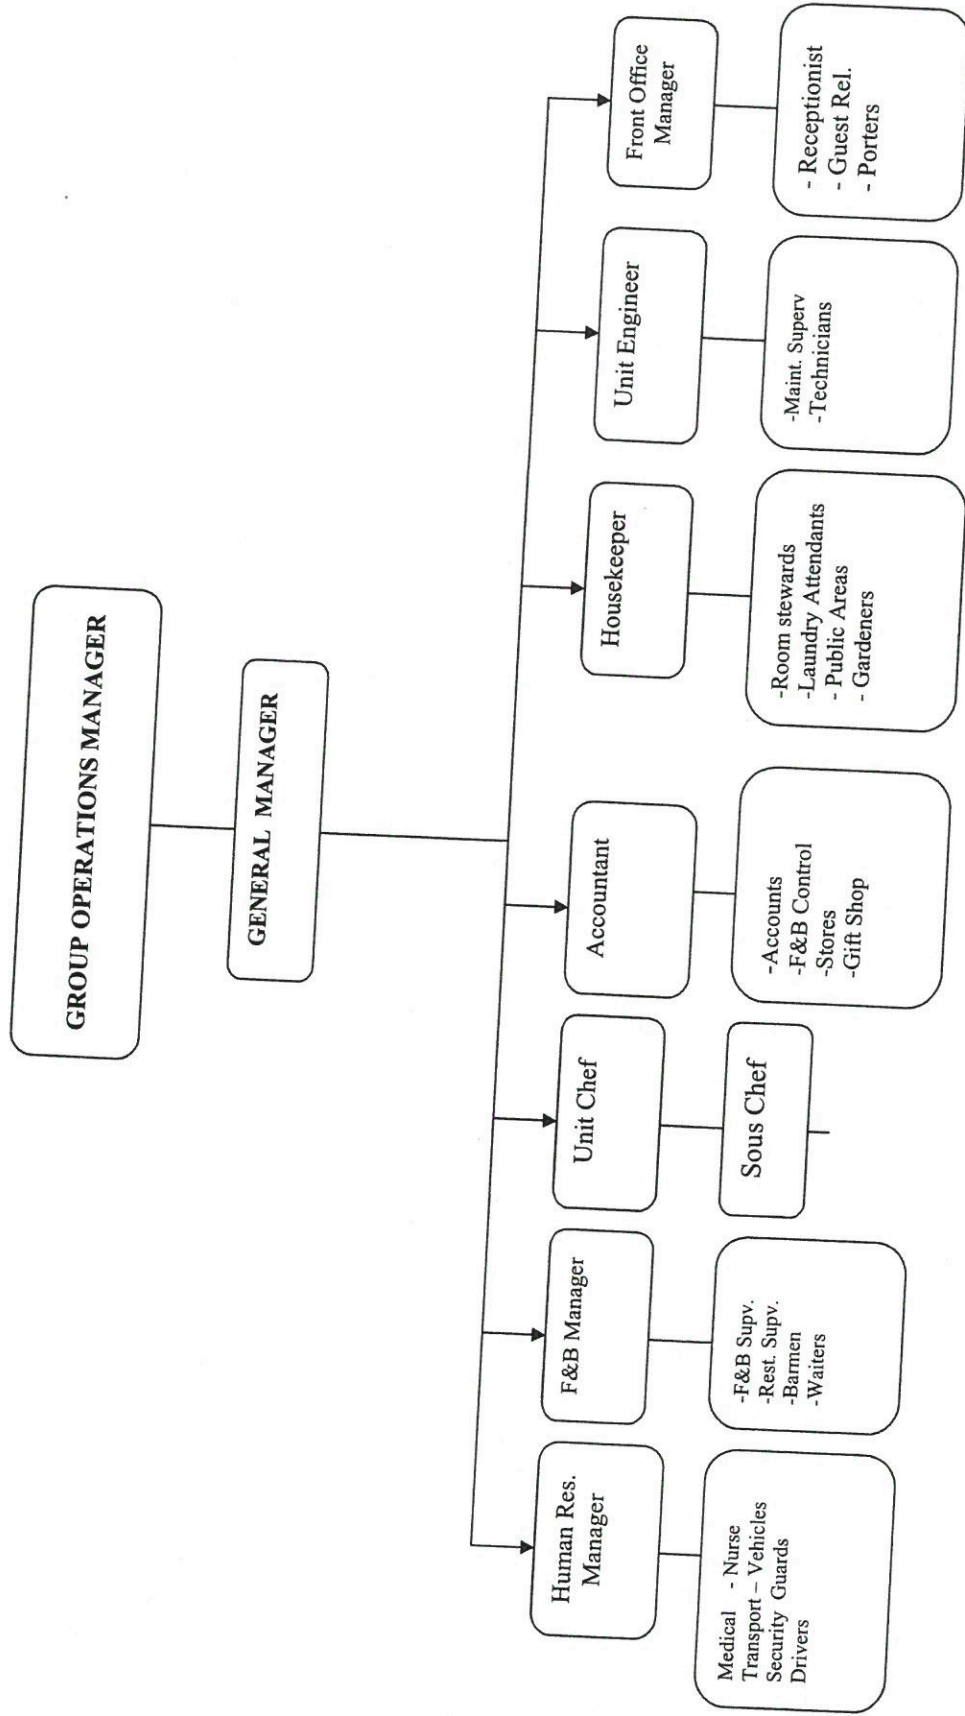 GROUP OPERATIONS MANAGER
GENERAL MANAGER
Human Res.
Manager
F&B Manager
Unit Chef
Accountant
Housekeeper
Unit Engineer
Front Office
Manager
Medical - Nurse
Transport – Vehicles
Security Guards
Drivers
-F&B Supv.
-Rest. Supv.
-Barmen
-Waiters
Sous Chef
-Accounts
-F&B Control
-Stores
-Gift Shop
-Room stewards
-Laundry Attendants
- Public Areas
- Gardeners
-Maint. Superv
-Technicians
- Receptionist
- Guest Rel.
- Porters